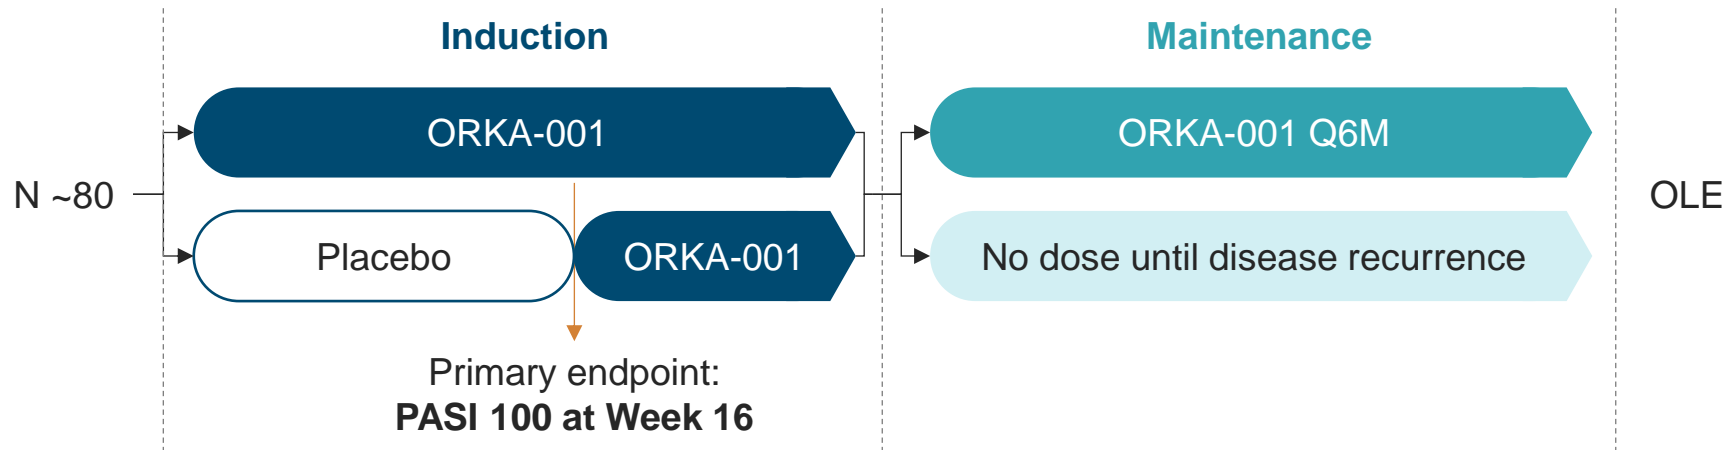 Induction
Maintenance
ORKA-001
ORKA-001 Q6M
N ~80
OLE
Placebo
ORKA-001
No dose until disease recurrence
Primary endpoint:
PASI 100 at Week 16